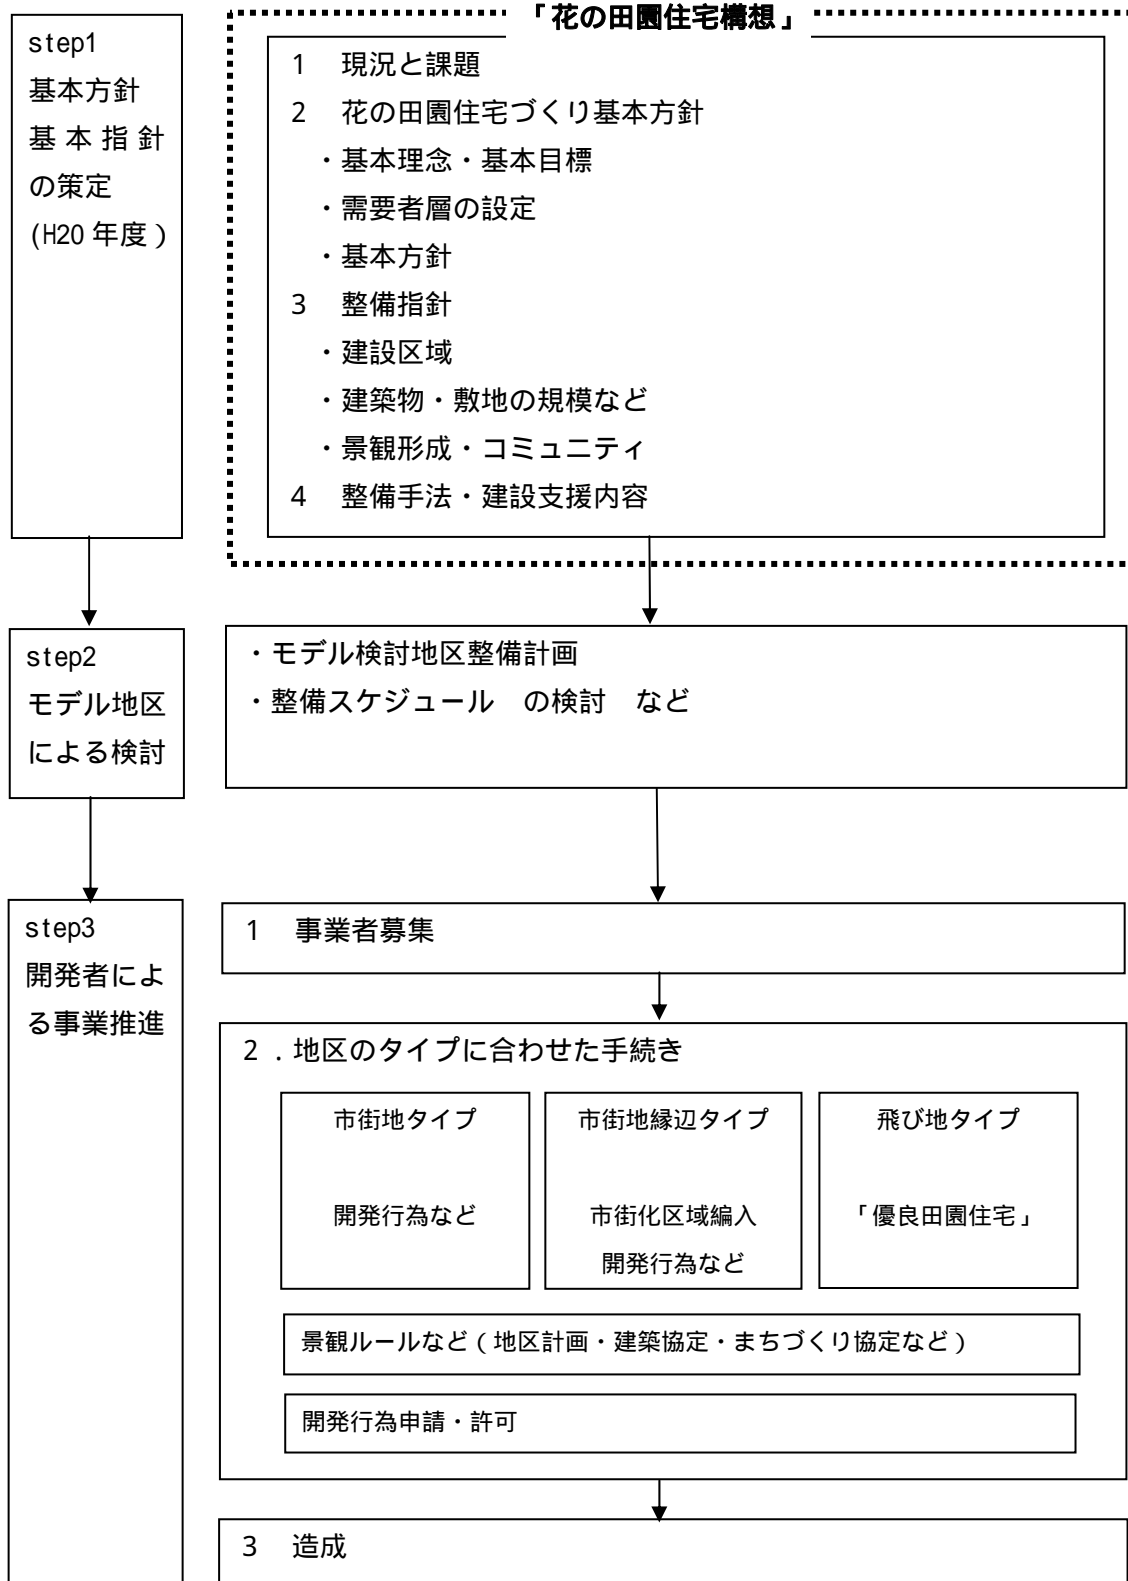 step1
基本方針
基本指針
の策定
(H20年度)
「花の田園住宅構想」
1 現況と課題
2 花の田園住宅づくり基本方針
・基本理念・基本目標
・需要者層の設定
・基本方針
3 整備指針
・建設区域
・建築物・敷地の規模など
・景観形成・コミュニティ
4 整備手法・建設支援内容
step2
モデル地区
による検討
・モデル検討地区整備計画
・整備スケジュール の検討 など
step3
開発者によ
る事業推進
1 事業者募集
2.地区のタイプに合わせた手続き
市街地タイプ
開発行為など
市街地縁辺タイプ
市街化区域編入
開発行為など
飛び地タイプ
「優良田園住宅」
景観ルールなど(地区計画・建築協定・まちづくり協定など)
開発行為申請・許可
3 造成